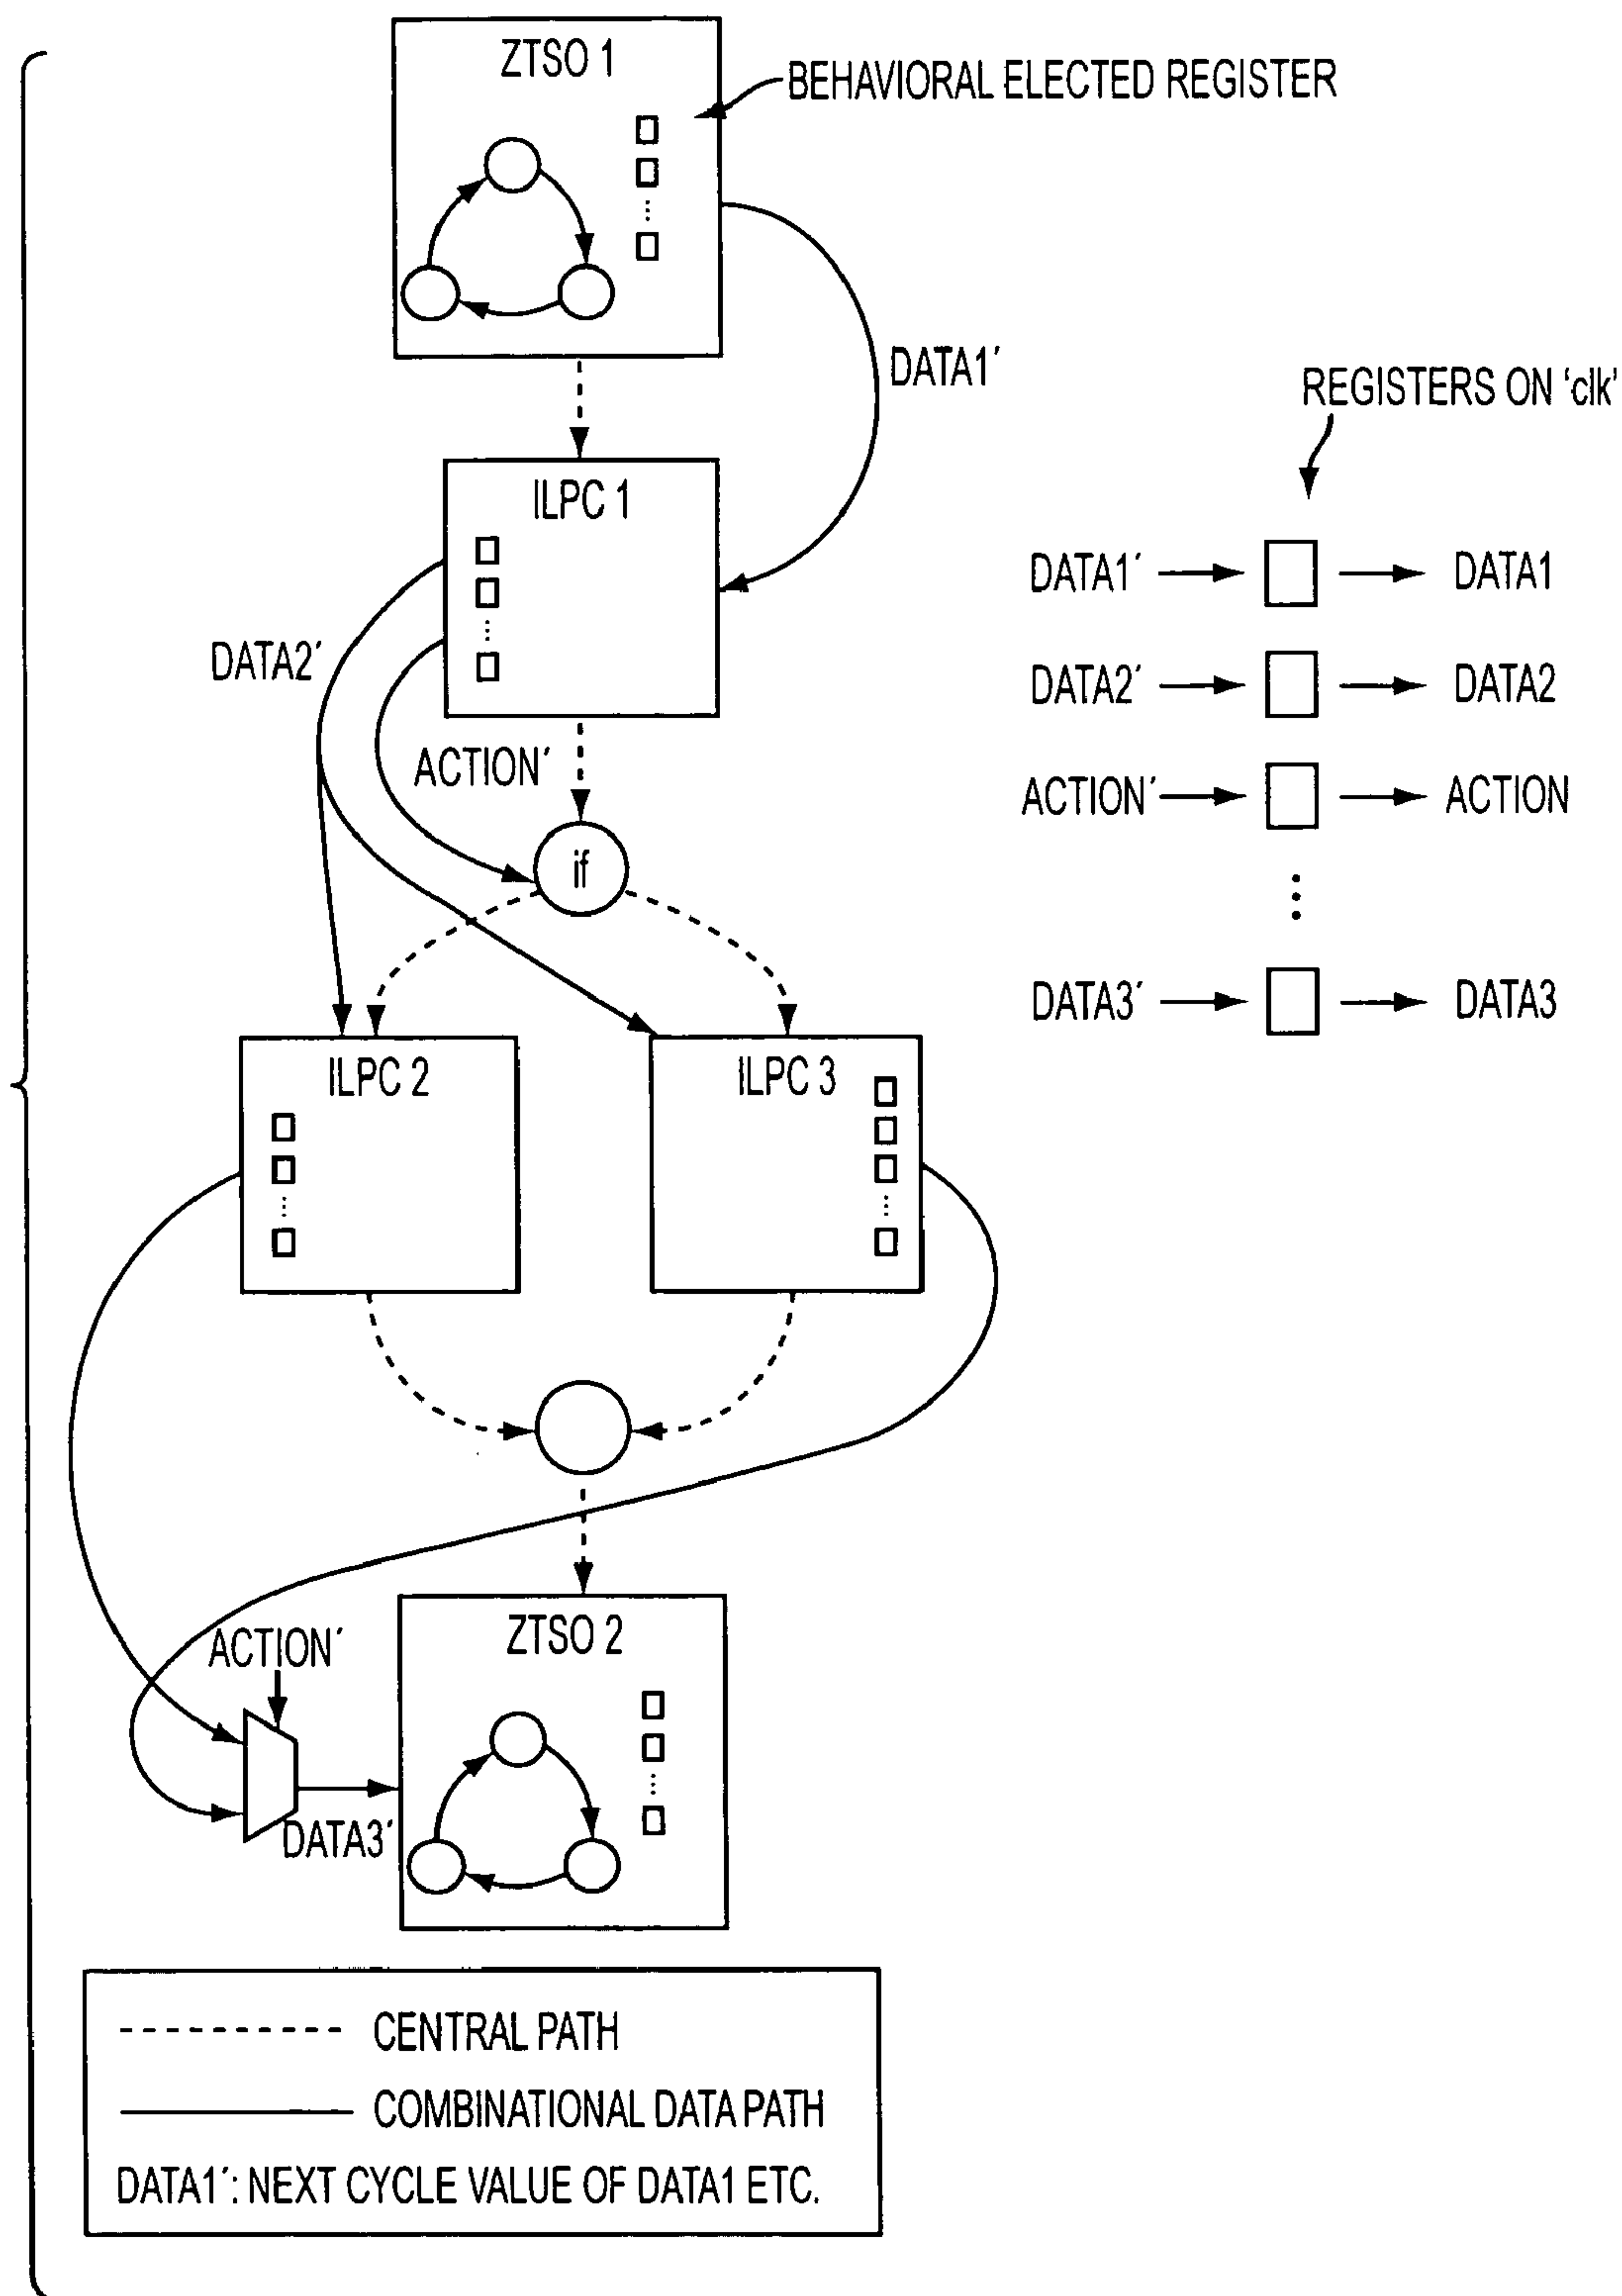 ZTSO 1
BEHAVIORAL ELECTED REGISTER
DATA1′
ILPC 1
DATA2′
ACTION′
if
ILPC 2
ILPC 3
ACTION′
DATA3′
ZTSO 2
REGISTERS ON ‘clk’
DATA1′ DATA1
DATA2′ DATA2
ACTION′ ACTION
DATA3′ DATA3
CENTRAL PATH
COMBINATIONAL DATA PATH
DATA1′: NEXT CYCLE VALUE OF DATA1 ETC.